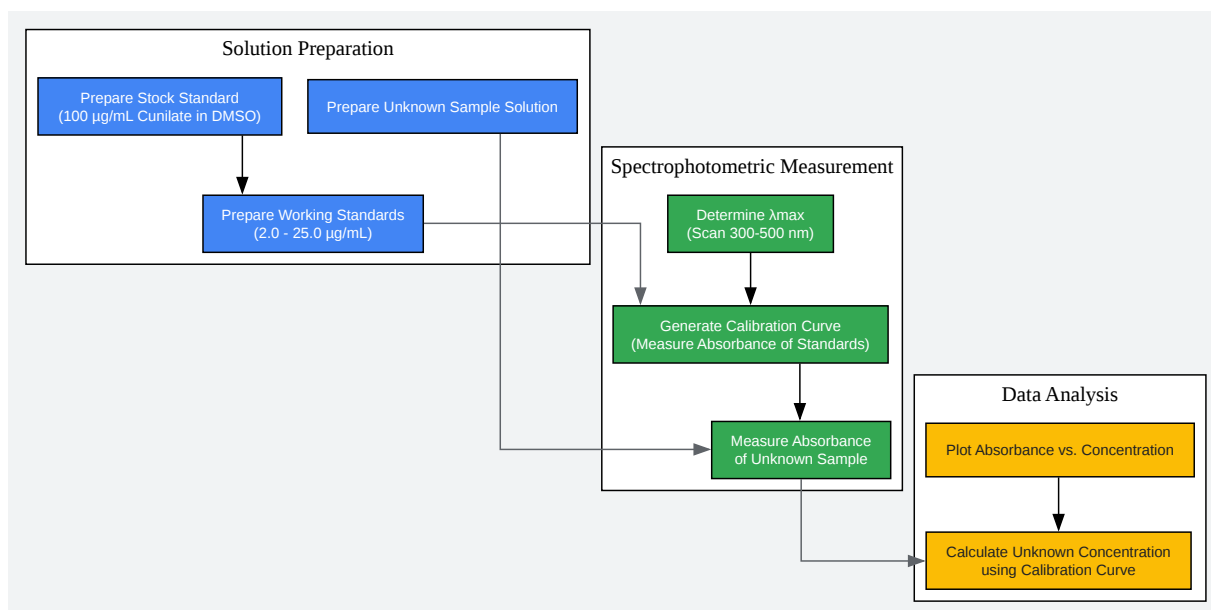 Solution Preparation
Prepare Stock Standard
(100 µg/mL Cunilate in DMSO)
Prepare Unknown Sample Solution
Prepare Working Standards
(2.0 - 25.0 µg/mL)
Spectrophotometric Measurement
Determine λmax
(Scan 300-500 nm)
Generate Calibration Curve
(Measure Absorbance of Standards)
Measure Absorbance
of Unknown Sample
Data Analysis
Plot Absorbance vs. Concentration
Calculate Unknown Concentration
using Calibration Curve